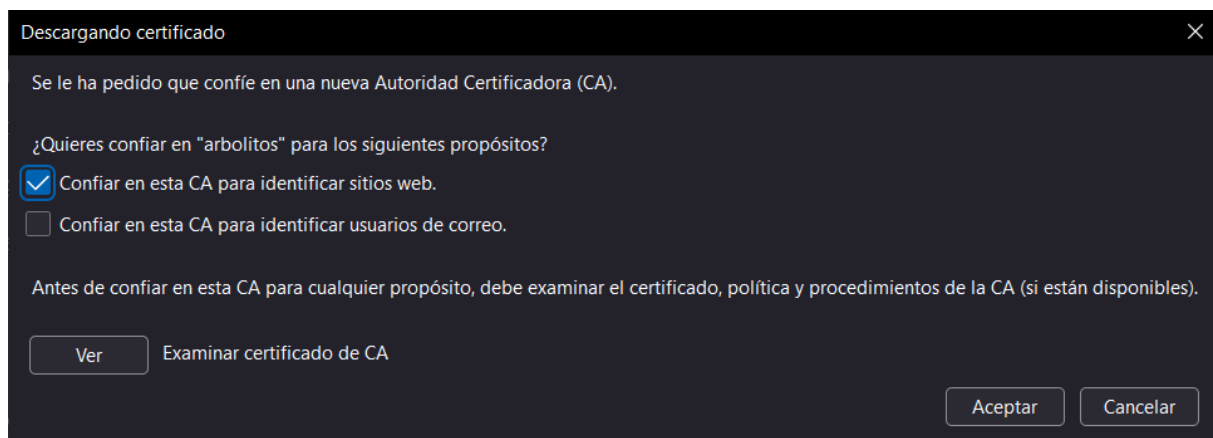 Descargando certificado
Se le ha pedido que confíe en una nueva Autoridad Certificadora (CA).
¿Quieres confiar en "arbolitos" para los siguientes propósitos?
Confiar en esta CA para identificar sitios web.
Confiar en esta CA para identificar usuarios de correo.
Antes de confiar en esta CA para cualquier propósito, debe examinar el certificado, política y procedimientos de la CA (si están disponibles).
Ver Examinar certificado de CA
Aceptar Cancelar